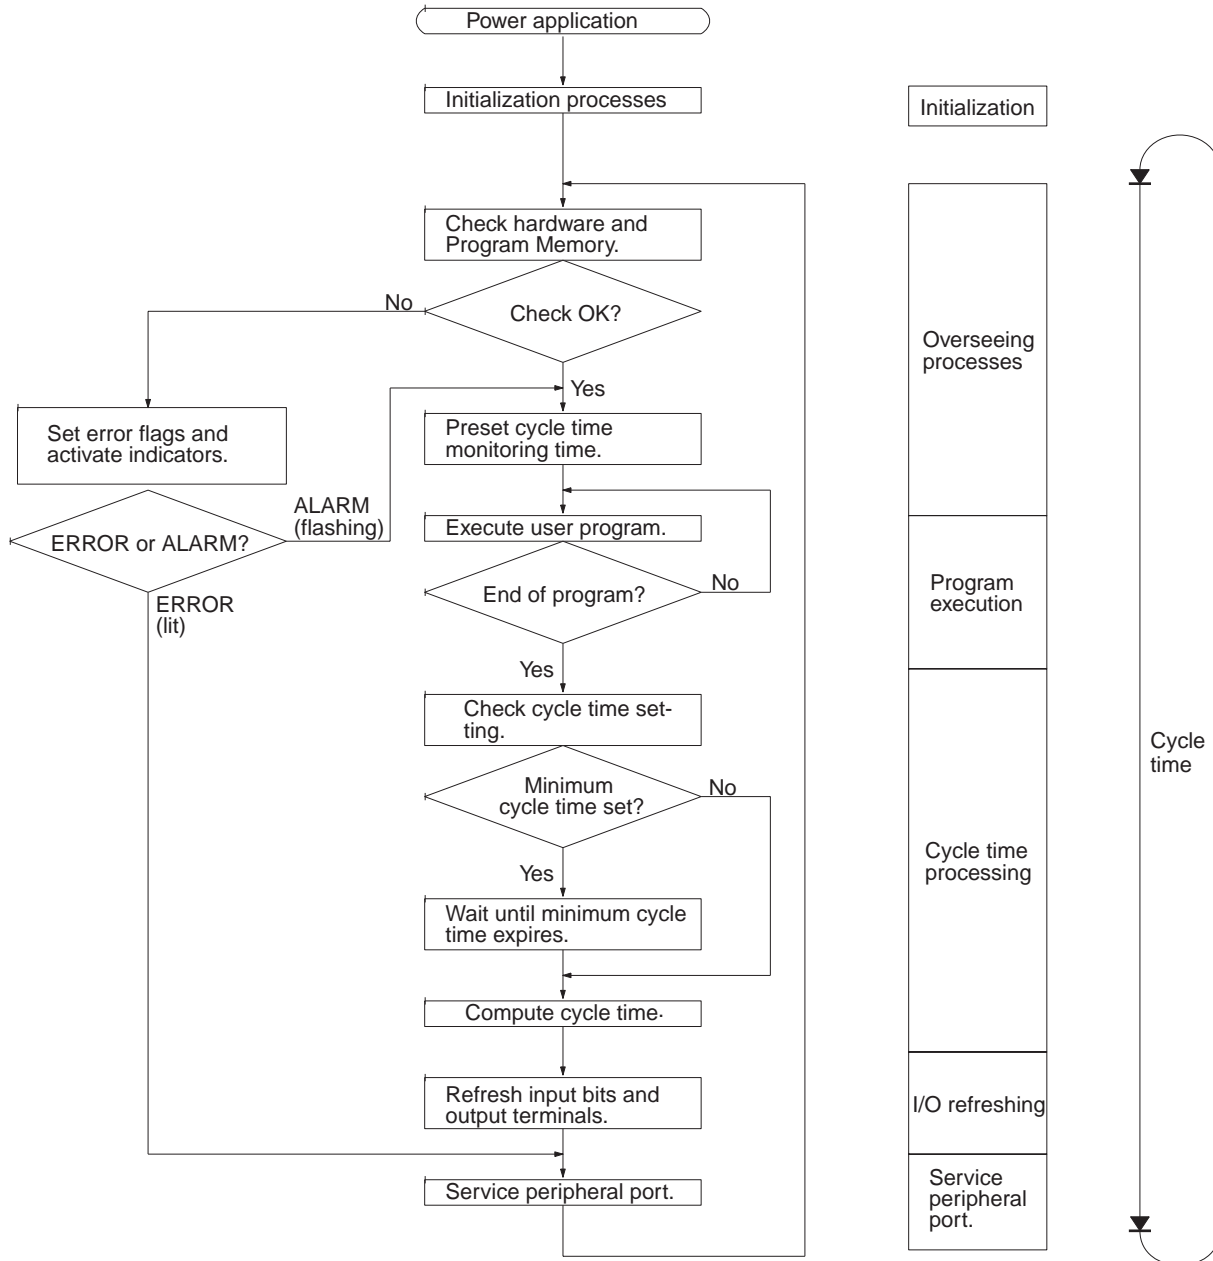 Power application
Initialization processes
Initialization
Check hardware and
Program Memory.
No
Check OK?
Overseeing
processes
Yes
Set error flags and
activate indicators.
Preset cycle time
monitoring time.
ALARM
(flashing)
ERROR or ALARM?
Execute user program.
No
End of program?
Program
execution
ERROR
(lit)
Yes
Check cycle time set-
ting.
Cycle
time
Minimum
cycle time set?
No
Cycle time
processing
Yes
Wait until minimum cycle
time expires.
Compute cycle time.
Refresh input bits and
output terminals.
I/O refreshing
Service peripheral port.
Service
peripheral
port.